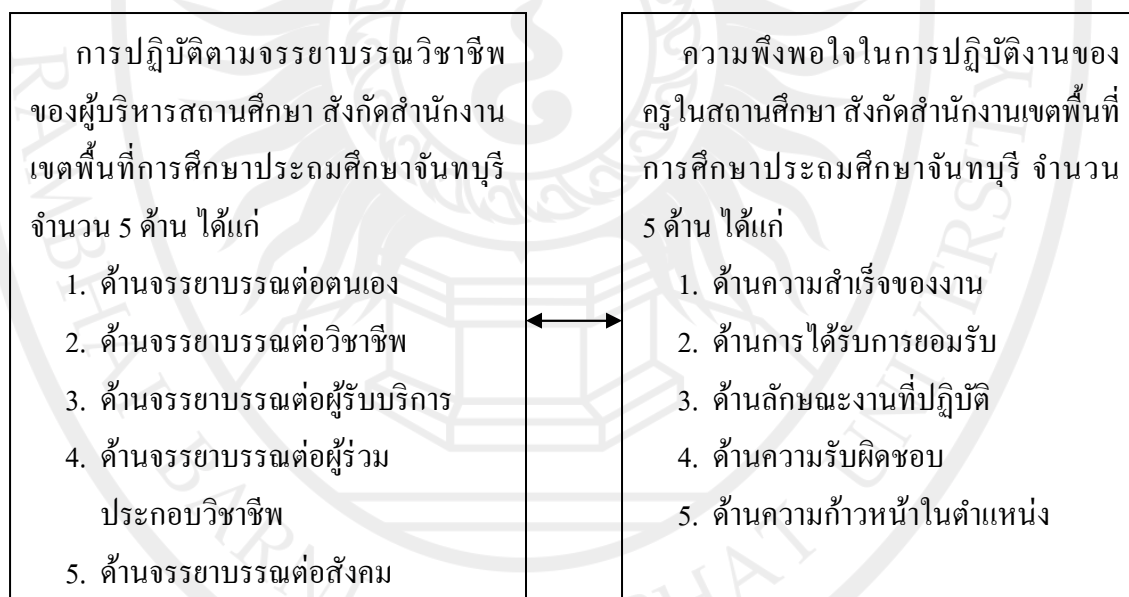 การปฏิบัติตามจรรยาบรรณวิชาชีพ
ของผู้บริหารสถานศึกษา สังกัดสำนักงาน
เขตพื้นที่การศึกษาประถมศึกษาจันทบุรี
จำนวน 5 ด้าน ได้แก่
1. ด้านจรรยาบรรณต่อตนเอง
2. ด้านจรรยาบรรณต่อวิชาชีพ
3. ด้านจรรยาบรรณต่อผู้รับบริการ
4. ด้านจรรยาบรรณต่อผู้ร่วม
ประกอบวิชาชีพ
5. ด้านจรรยาบรรณต่อสังคม
ความพึงพอใจในการปฏิบัติงานของ
ครูในสถานศึกษา สังกัดสำนักงานเขตพื้นที่
การศึกษาประถมศึกษาจันทบุรี จำนวน
5 ด้าน ได้แก่
1. ด้านความสำเร็จของงาน
2. ด้านการได้รับการยอมรับ
3. ด้านลักษณะงานที่ปฏิบัติ
4. ด้านความรับผิดชอบ
5. ด้านความก้าวหน้าในตำแหน่ง